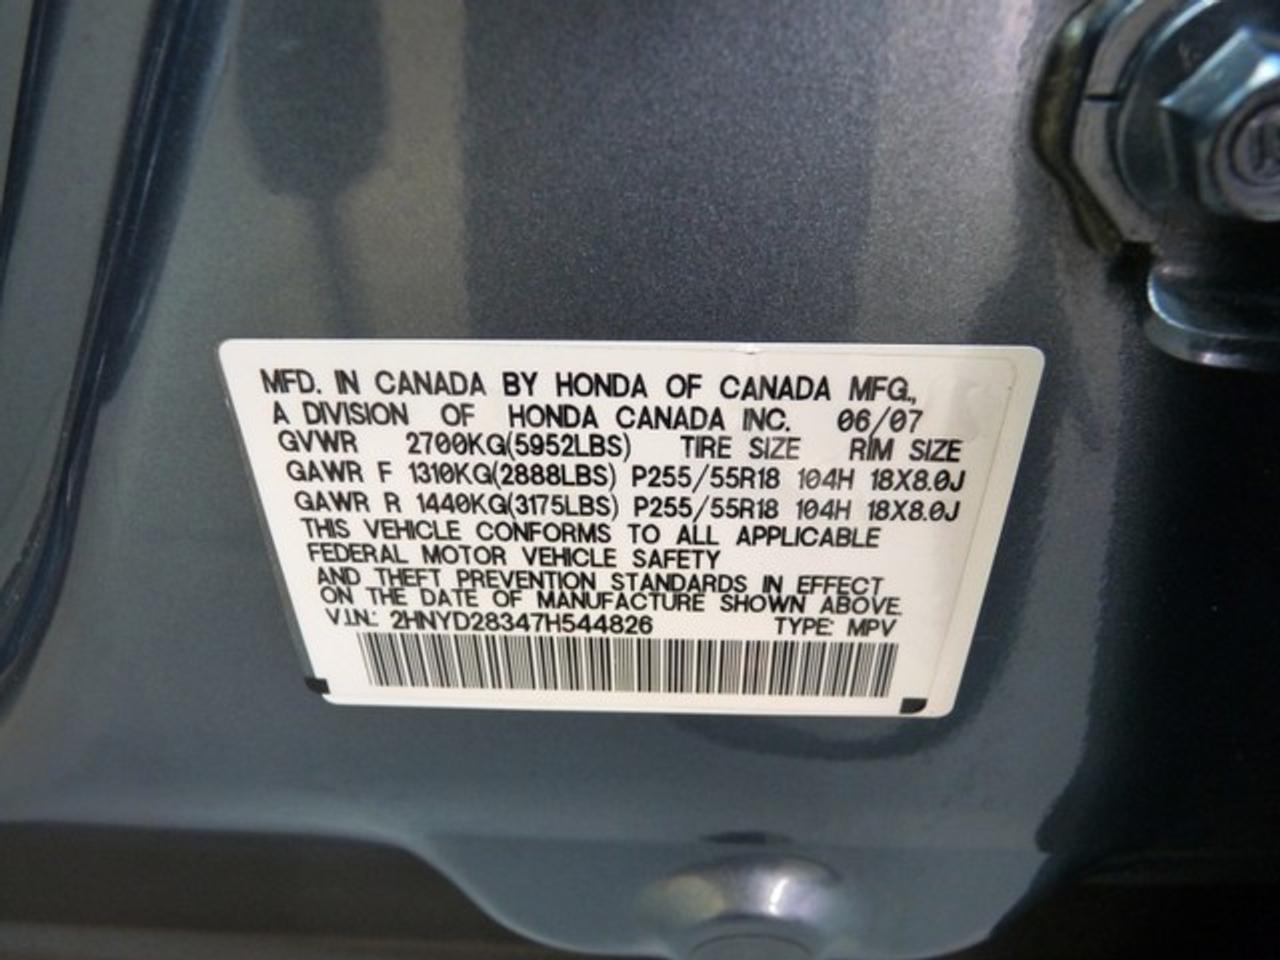 MFD. IN CANADA BY HONDA OF CANADA MFG.,
A DIVISION OF HONDA CANADA INC. 06/07
GVWR 2700KG(5952LBS) TIRE SIZE RIM SIZE
GAWR F 1310KG(2888LBS) P255/55R18 104H 18X8.0J
GAWR R 1440KG(3175LBS) P255/55R18 104H 18X8.0J
THIS VEHICLE CONFORMS TO ALL APPLICABLE
FEDERAL MOTOR VEHICLE SAFETY
AND THEFT PREVENTION STANDARDS IN EFFECT
ON THE DATE OF MANUFACTURE SHOWN ABOVE.
V.I.N.: 2HNYD28347H544826 TYPE: MPV